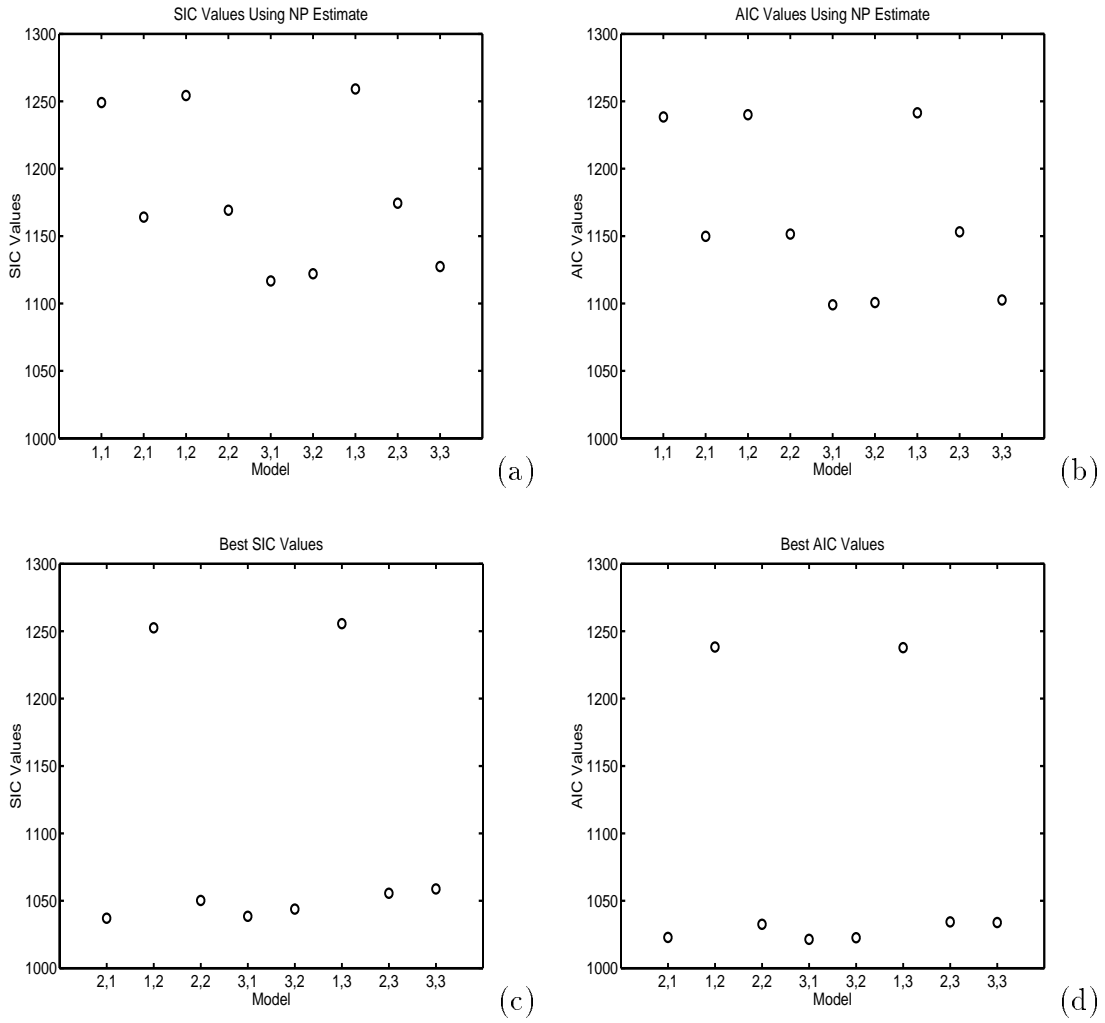 SIC Values Using NP Estimate
1300
1250
1200
1150
1100
1050
1000
SIC Values
1,1 2,1 1,2 2,2 3,1 3,2 1,3 2,3 3,3
Model
(a)
AIC Values Using NP Estimate
1300
1250
1200
1150
1100
1050
1000
AIC Values
1,1 2,1 1,2 2,2 3,1 3,2 1,3 2,3 3,3
Model
(b)
Best SIC Values
1300
1250
1200
1150
1100
1050
1000
SIC Values
2,1 1,2 2,2 3,1 3,2 1,3 2,3 3,3
Model
(c)
Best AIC Values
1300
1250
1200
1150
1100
1050
1000
AIC Values
2,1 1,2 2,2 3,1 3,2 1,3 2,3 3,3
Model
(d)